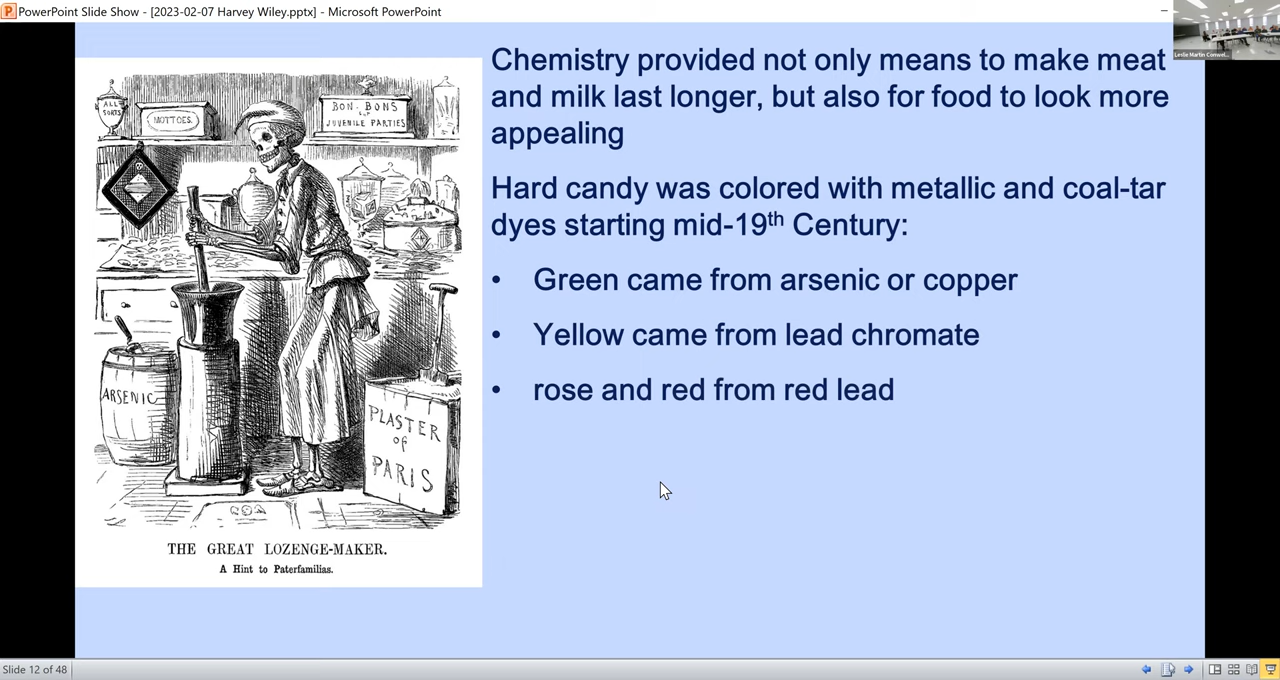 PowerPoint Slide Show - [2023-02-07 Harvey Wiley.pptx] - Microsoft PowerPoint
Leslie Martin Conwel...
Chemistry provided not only means to make meat
and milk last longer, but also for food to look more
appealing
Hard candy was colored with metallic and coal-tar
dyes starting mid-19th Century:
• Green came from arsenic or copper
• Yellow came from lead chromate
• rose and red from red lead
ALL
SORTS
MOTTOES.
BON. BONS
JUVENILE PARTIES
ARSENIC
PLASTER
of
PARIS
THE GREAT LOZENGE-MAKER.
A Hint to Paterfamilias.
Slide 12 of 48